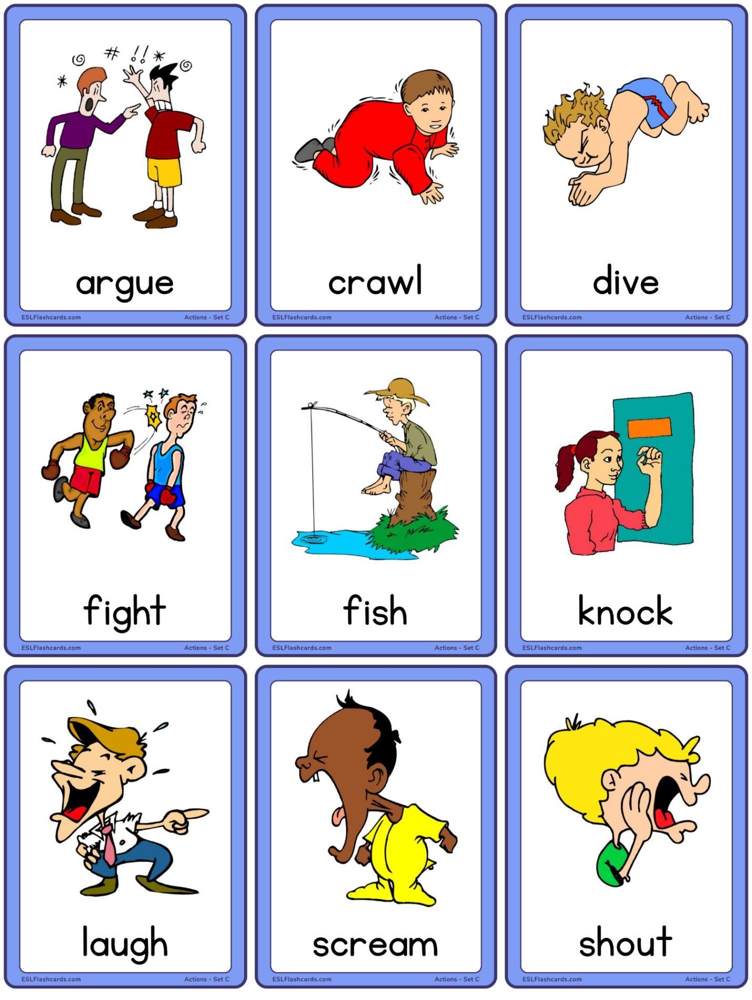 # !! 
argue
ESLFlashcards.com Actions - Set C
crawl
ESLFlashcards.com Actions - Set C
dive
ESLFlashcards.com Actions - Set C
fight
ESLFlashcards.com Actions - Set C
fish
ESLFlashcards.com Actions - Set C
knock
ESLFlashcards.com Actions - Set C
laugh
ESLFlashcards.com Actions - Set C
scream
ESLFlashcards.com Actions - Set C
shout
ESLFlashcards.com Actions - Set C